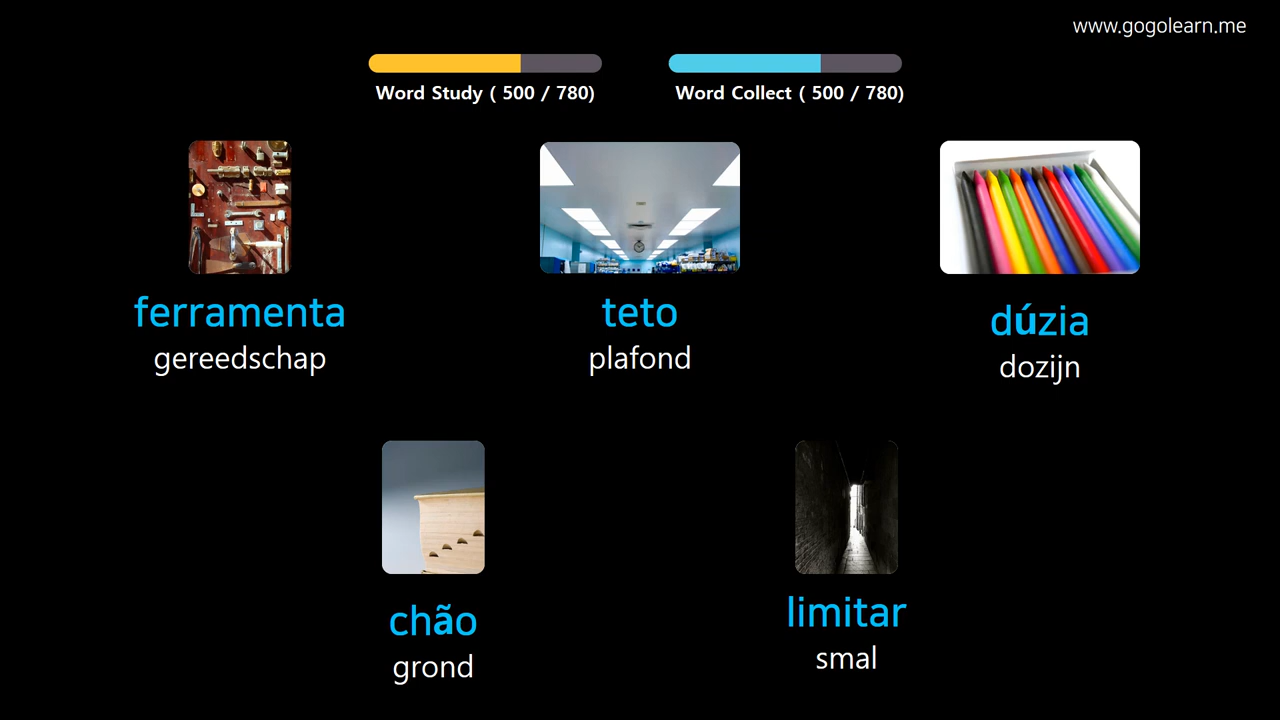 www.gogolearn.me
Word Study ( 500 / 780)
Word Collect ( 500 / 780)
ferramenta
gereedschap
teto
plafond
dúzia
dozijn
chão
grond
limitar
smal